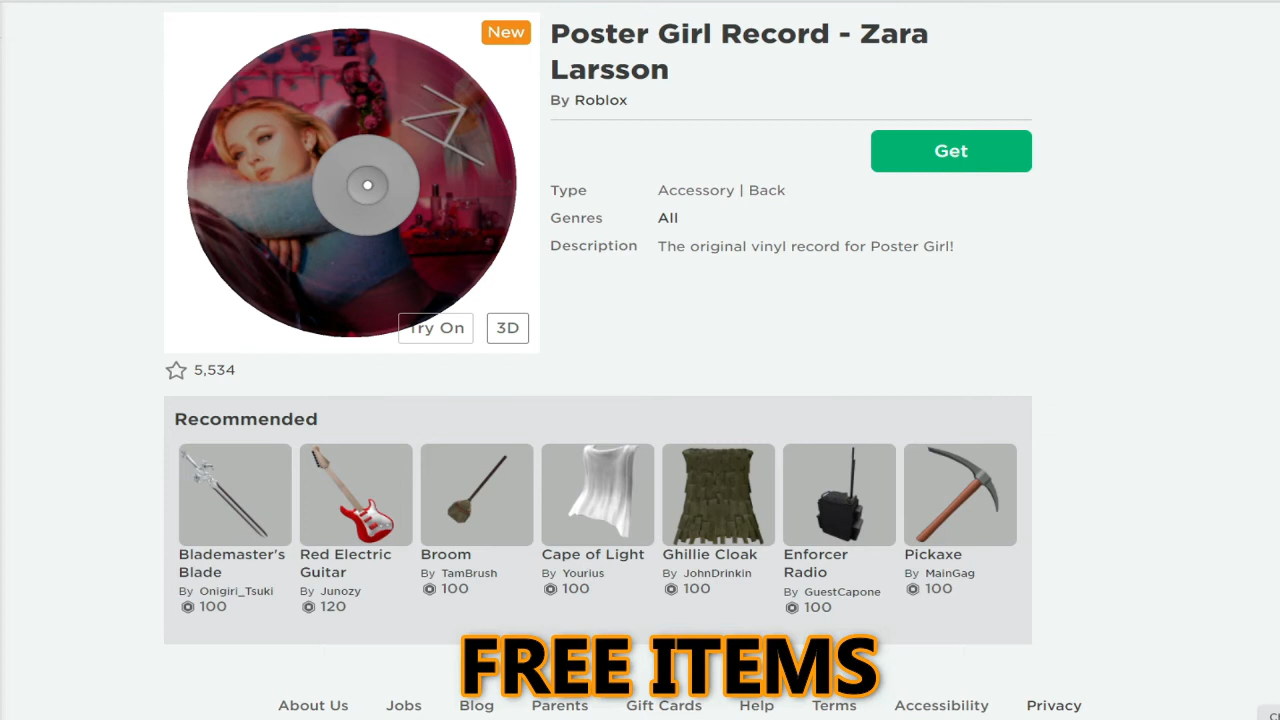 New
Poster Girl Record - Zara
Larsson
By Roblox
Get
Type
Accessory | Back
Genres
All
Description
The original vinyl record for Poster Girl!
Try On
3D
5,534
Recommended
Blademaster's
Blade
By Onigiri_Tsuki
100
Red Electric
Guitar
By Junozy
120
Broom
By TamBrush
100
Cape of Light
By Yourius
100
Ghillie Cloak
By JohnDrinkin
100
Enforcer
Radio
By GuestCapone
100
Pickaxe
By MainGag
100
FREE ITEMS
About Us
Jobs
Blog
Parents
Gift Cards
Help
Terms
Accessibility
Privacy